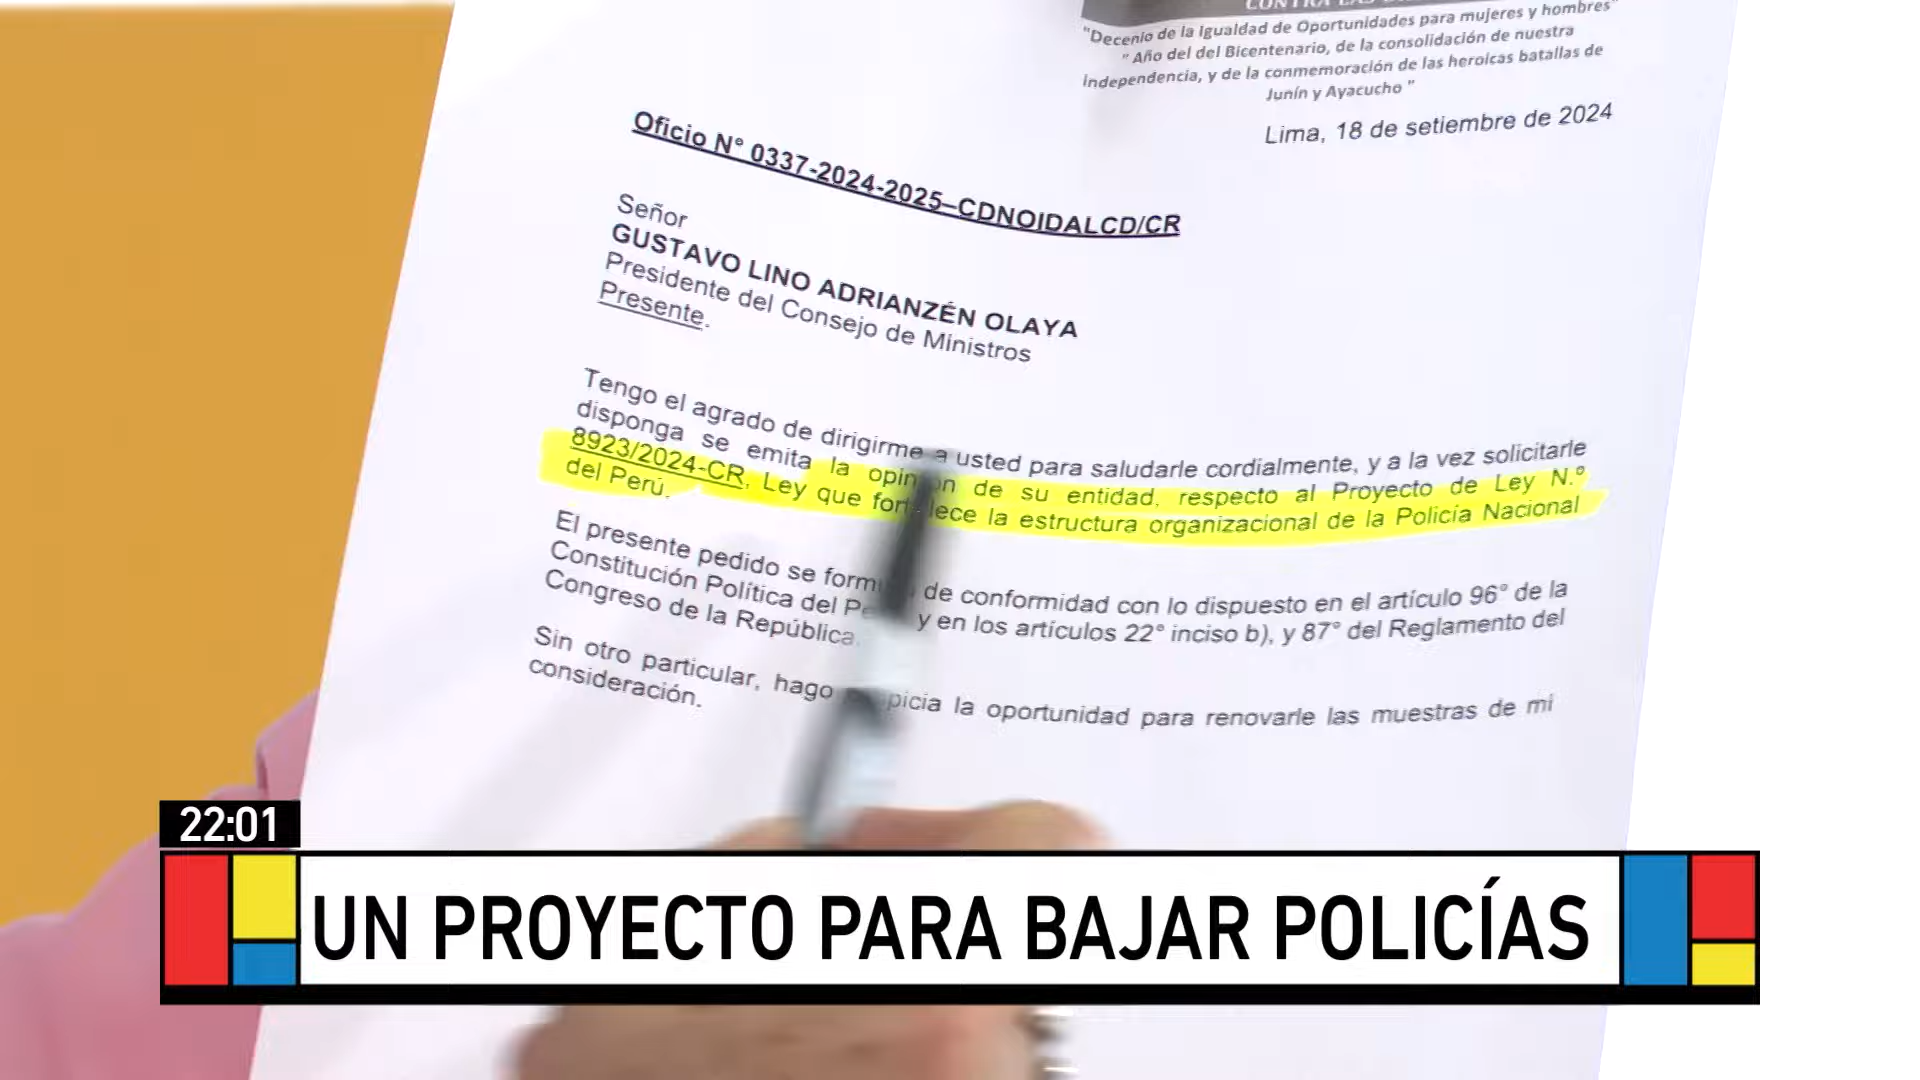 "Decenio de la Igualdad de Oportunidades para mujeres y hombres"
" Año del del Bicentenario, de la consolidación de nuestra
independencia, y de la conmemoración de las heroicas batallas de
Junín y Ayacucho "
Lima, 18 de setiembre de 2024
Oficio N° 0337-2024-2025–CDNOIDALCD/CR
Señor
GUSTAVO LINO ADRIANZÉN OLAYA
Presidente del Consejo de Ministros
Presente.
Tengo el agrado de dirigirme a usted para saludarle cordialmente, y a la vez solicitarle
disponga se emita la opinión de su entidad, respecto al Proyecto de Ley N.°
8923/2024-CR, Ley que fortalece la estructura organizacional de la Policía Nacional
del Perú.
El presente pedido se formula de conformidad con lo dispuesto en el artículo 96° de la
Constitución Política del Perú y en los artículos 22° inciso b), y 87° del Reglamento del
Congreso de la República.
Sin otro particular, hago propicia la oportunidad para renovarle las muestras de mi
consideración.
22:01
UN PROYECTO PARA BAJAR POLICÍAS